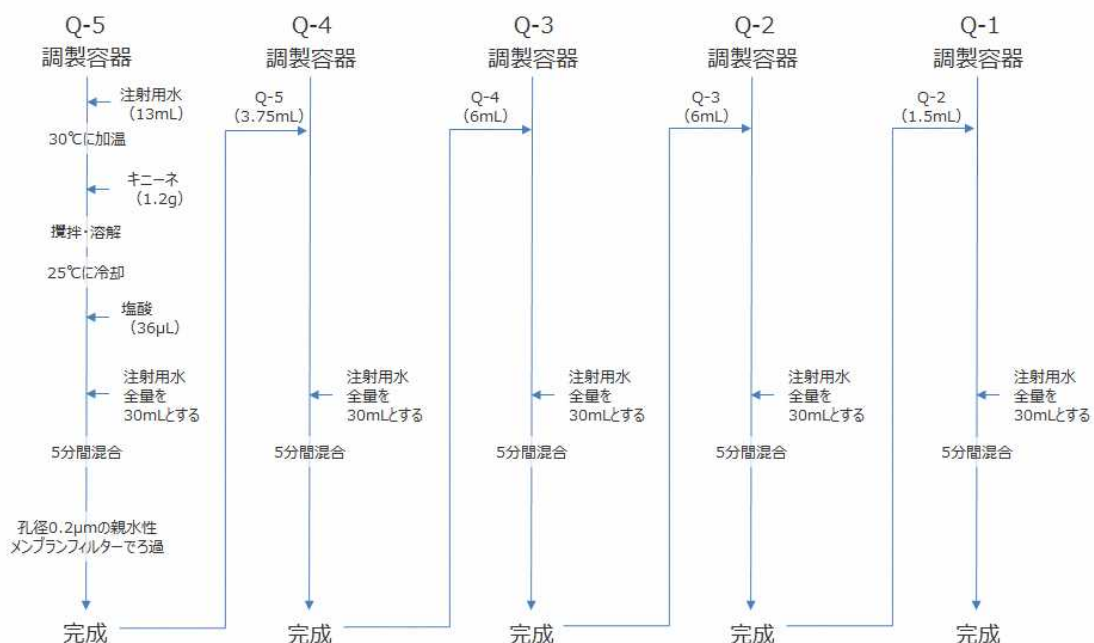 Q-5
調製容器
注射用水
（13mL）
30℃に加温
キニーネ
（1.2g）
攪拌・溶解
25℃に冷却
塩酸
（36μL）
注射用水
全量を
30mLとする
5分間混合
孔径0.2μmの親水性
メンブランフィルターでろ過
完成
Q-4
調製容器
Q-5
（3.75mL）
注射用水
全量を
30mLとする
5分間混合
完成
Q-3
調製容器
Q-4
（6mL）
注射用水
全量を
30mLとする
5分間混合
完成
Q-2
調製容器
Q-3
（6mL）
注射用水
全量を
30mLとする
5分間混合
完成
Q-1
調製容器
Q-2
（1.5mL）
注射用水
全量を
30mLとする
5分間混合
完成